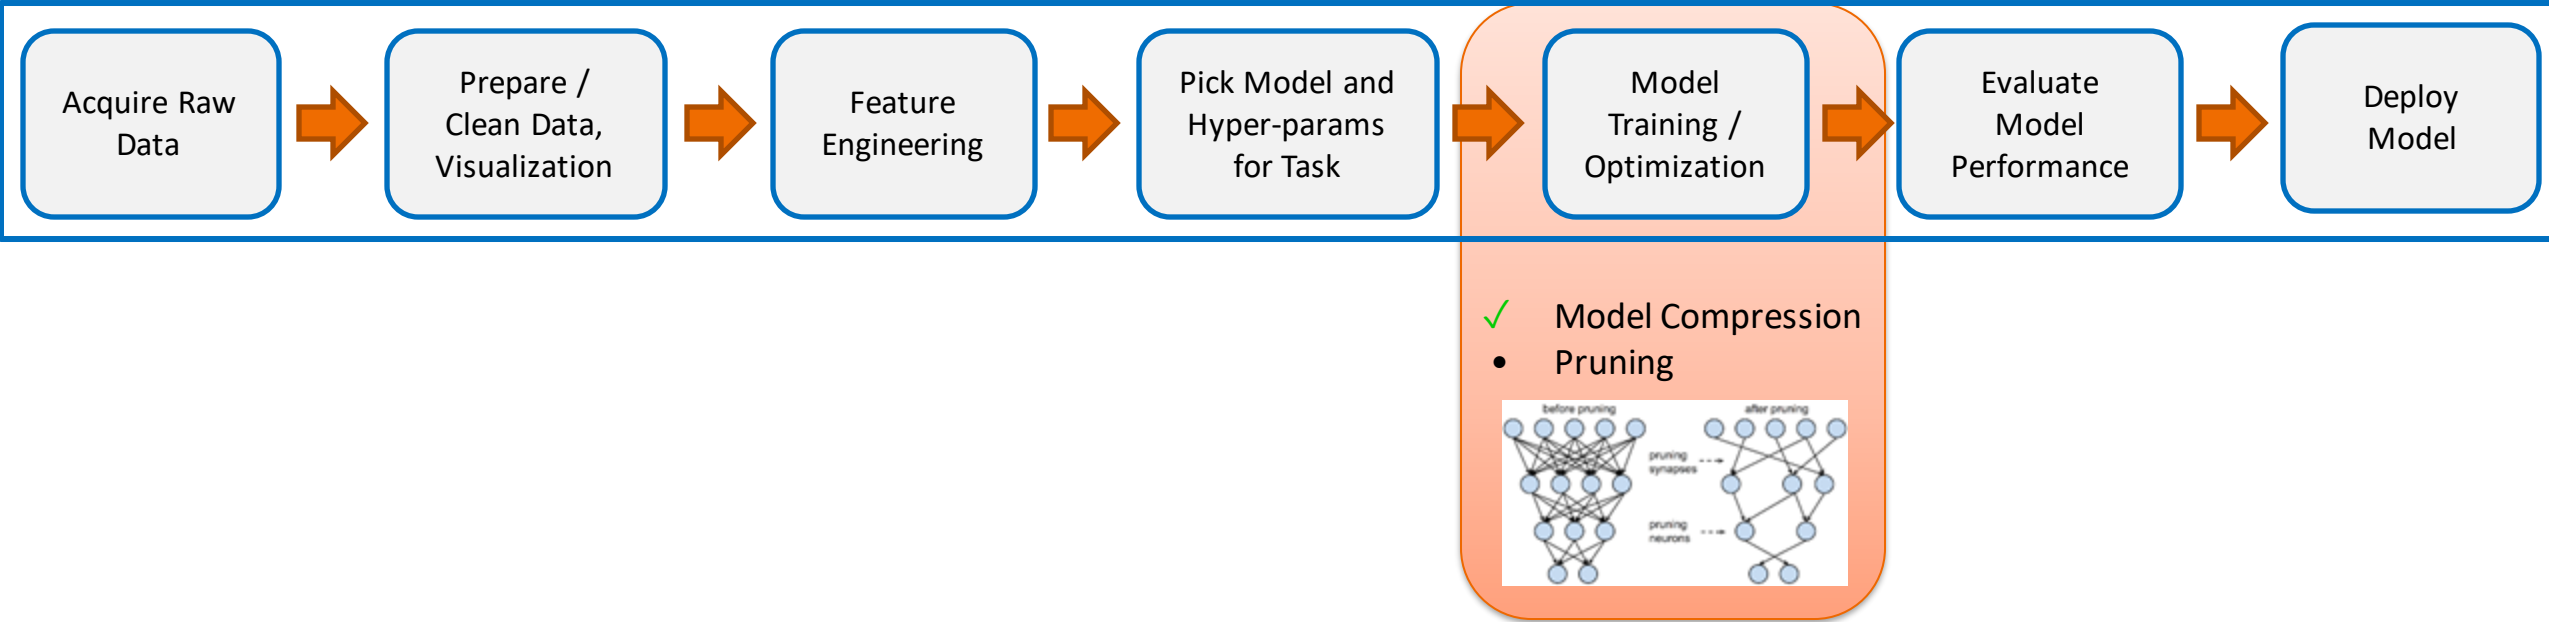 Acquire Raw
Data
Prepare /
Clean Data,
Visualization
Feature
Engineering
Pick Model and
Hyper-params
for Task
Model
Training /
Optimization
Evaluate
Model
Performance
Deploy
Model
✓ Model Compression
• Pruning
before pruning
after pruning
pruning
synapses
pruning
neurons